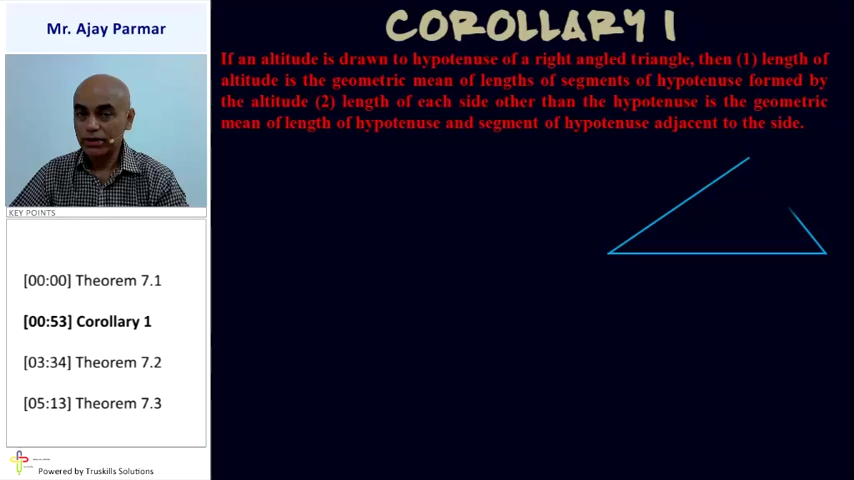 Mr. Ajay Parmar
COROLLARY 1
If an altitude is drawn to hypotenuse of a right angled triangle, then (1) length of
altitude is the geometric mean of lengths of segments of hypotenuse formed by
the altitude (2) length of each side other than the hypotenuse is the geometric
mean of length of hypotenuse and segment of hypotenuse adjacent to the side.
KEY POINTS
[00:00] Theorem 7.1
[00:53] Corollary 1
[03:34] Theorem 7.2
[05:13] Theorem 7.3
Powered by Truskills Solutions